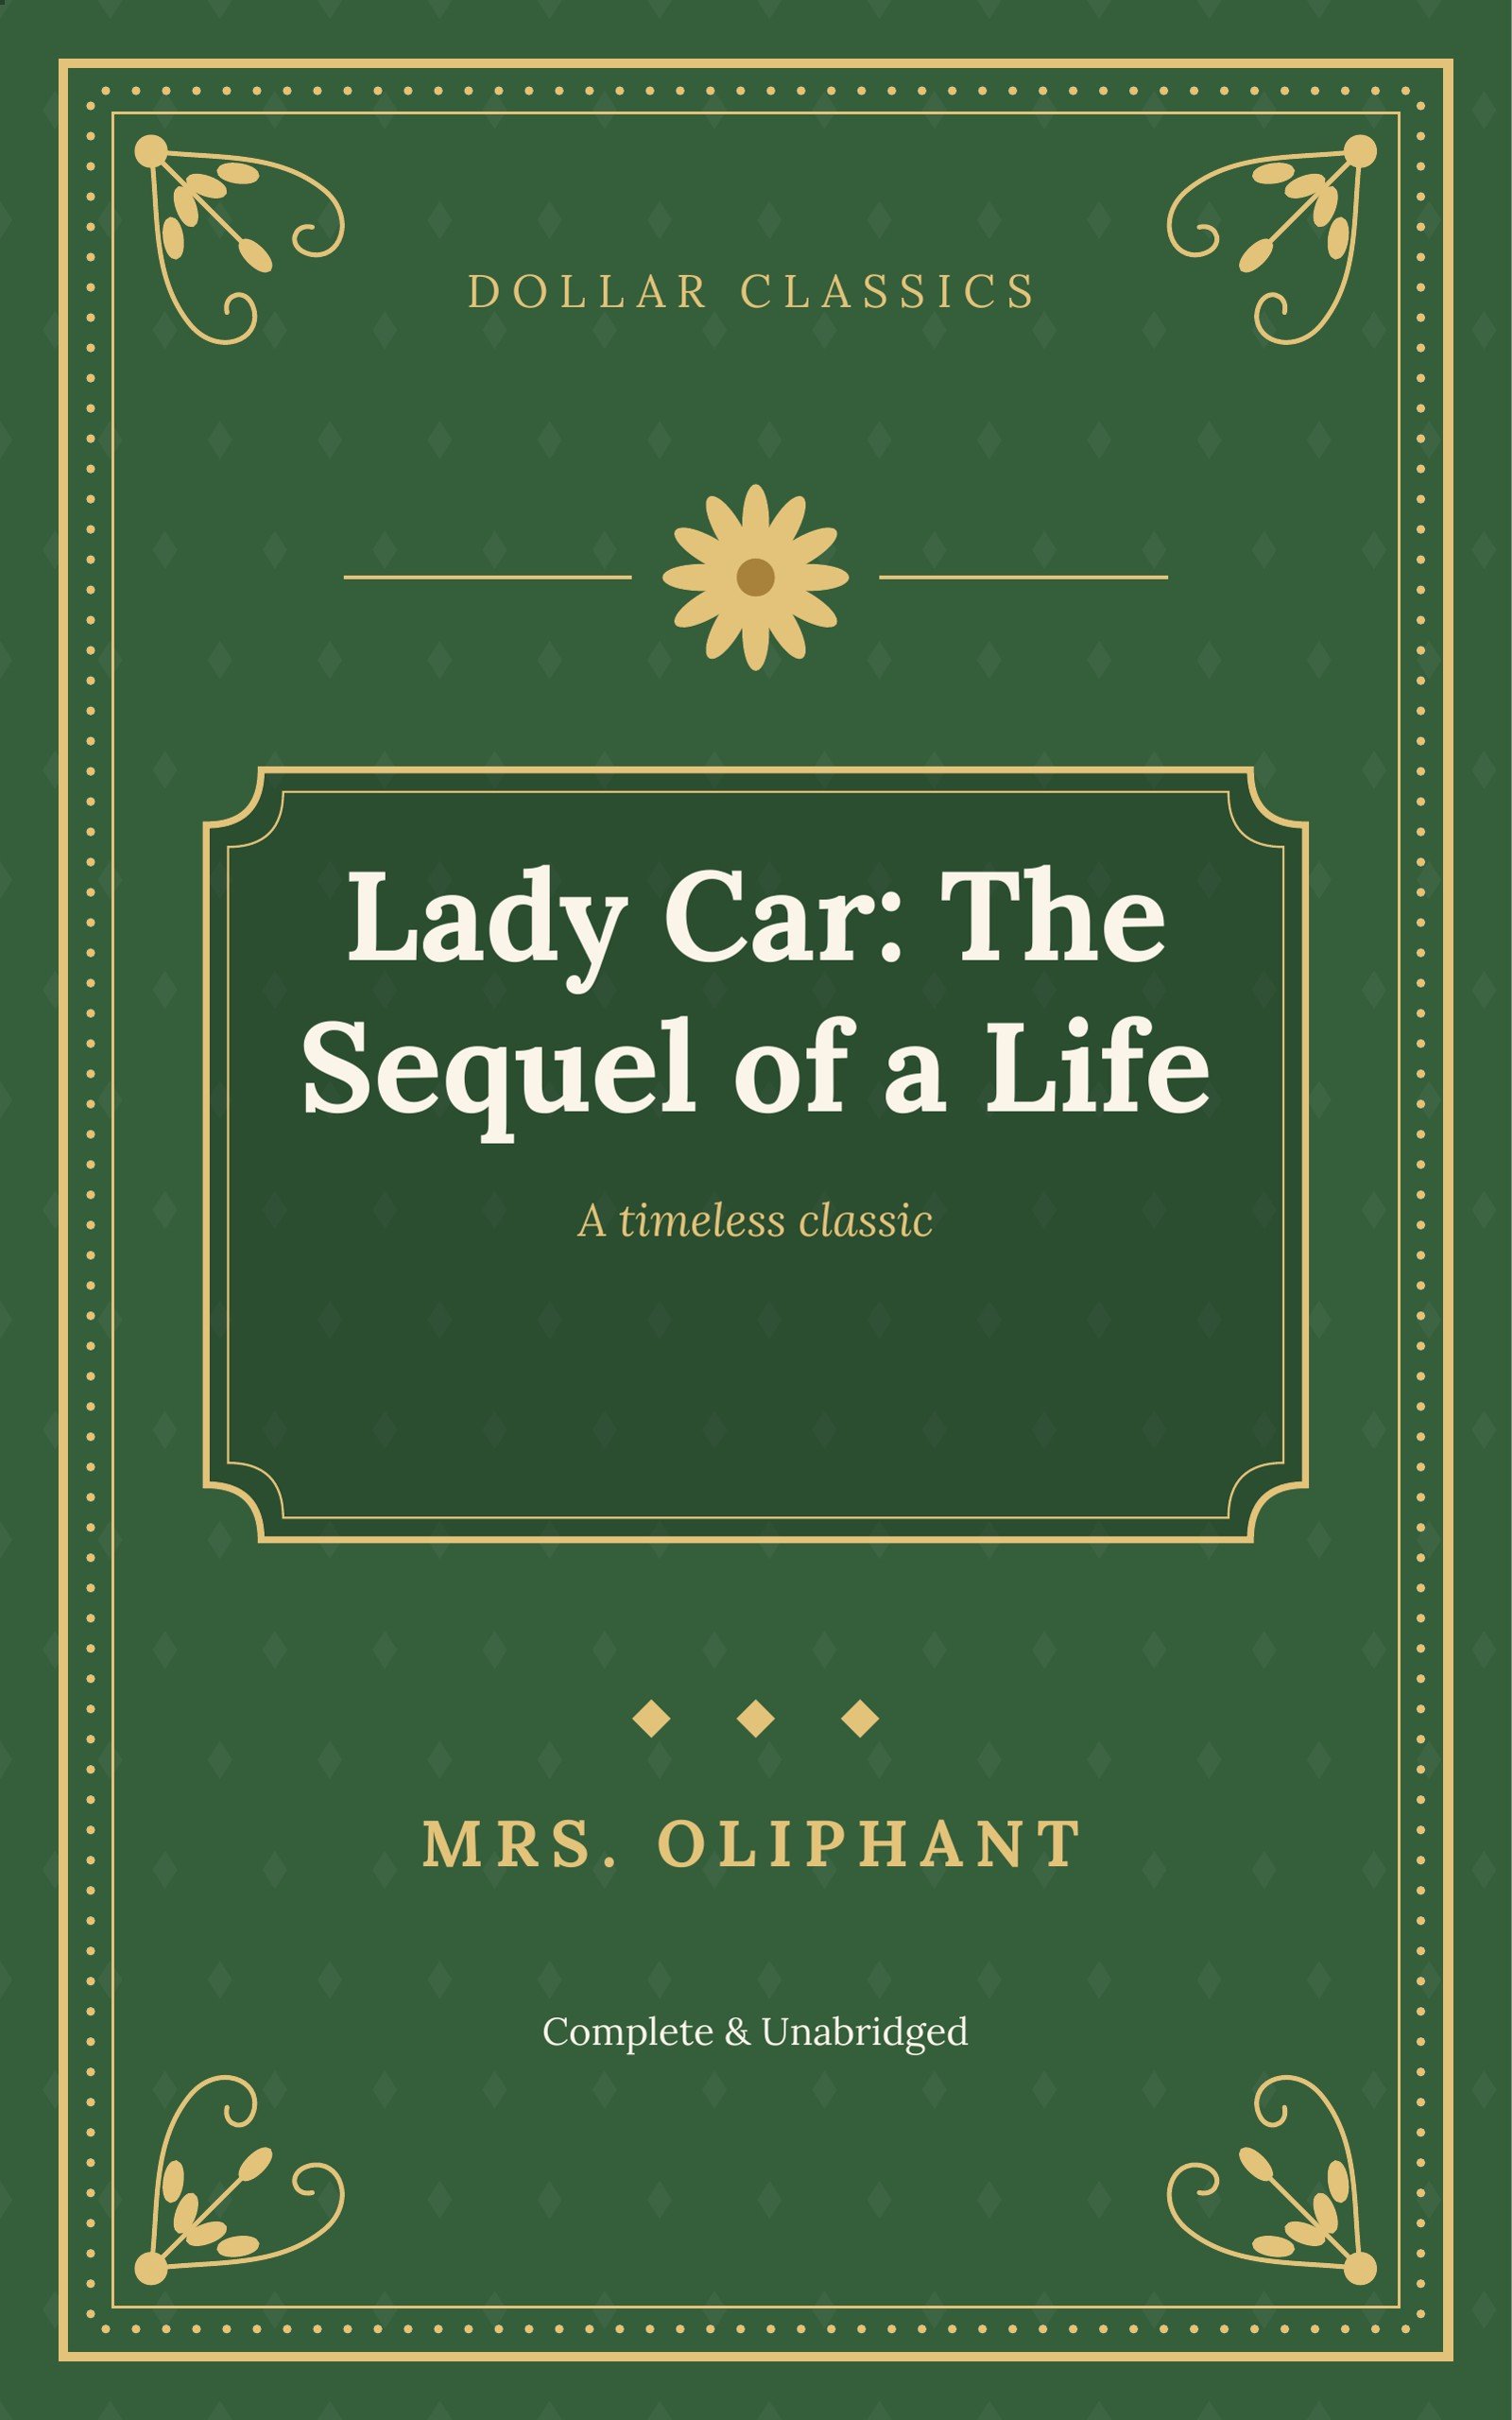 DOLLAR CLASSICS
Lady Car: The
Sequel of a Life
A timeless classic
MRS. OLIPHANT
Complete & Unabridged